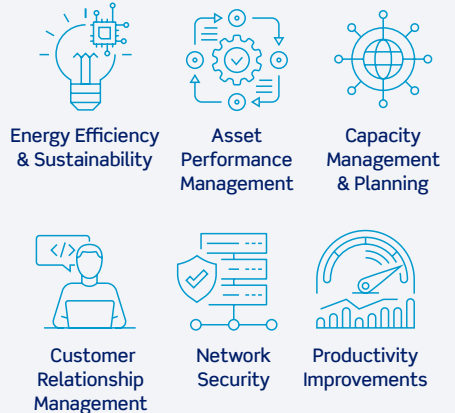 Energy Efficiency
& Sustainability
Asset
Performance
Management
Capacity
Management
& Planning
</>
Customer
Relationship
Management
Network
Security
Productivity
Improvements